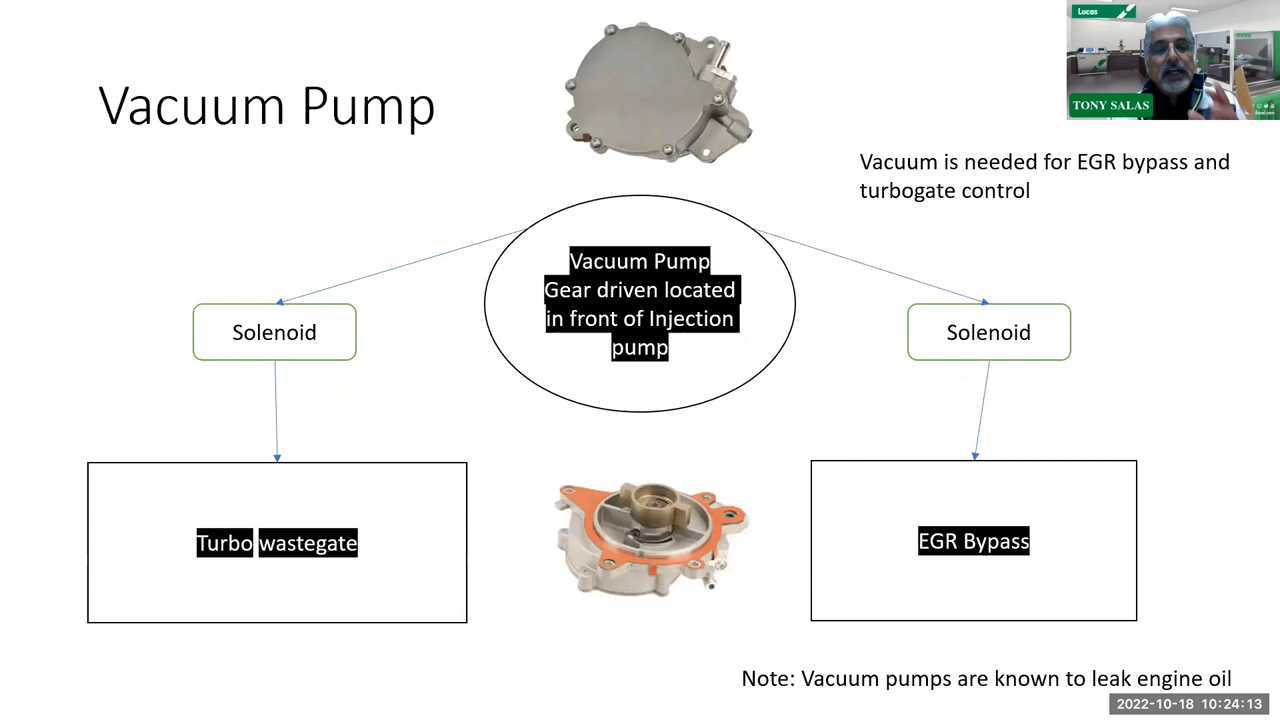 Vacuum Pump
Lucas
TONY SALAS
Vacuum is needed for EGR bypass and
turbogate control
Vacuum Pump
Gear driven located
in front of Injection
pump
Solenoid
Solenoid
Turbo wastegate
EGR Bypass
Note: Vacuum pumps are known to leak engine oil
2022-10-18 10:24:13